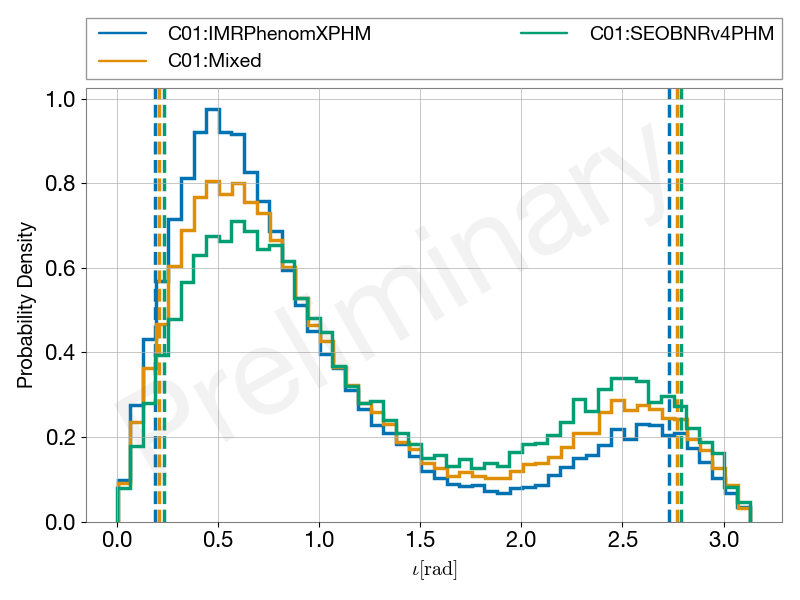 C01:IMRPhenomXPHM
C01:Mixed
C01:SEOBNRv4PHM
1.0
0.8
0.6
0.4
0.2
0.0
Probability Density
Preliminary
0.0 0.5 1.0 1.5 2.0 2.5 3.0
ι[rad]